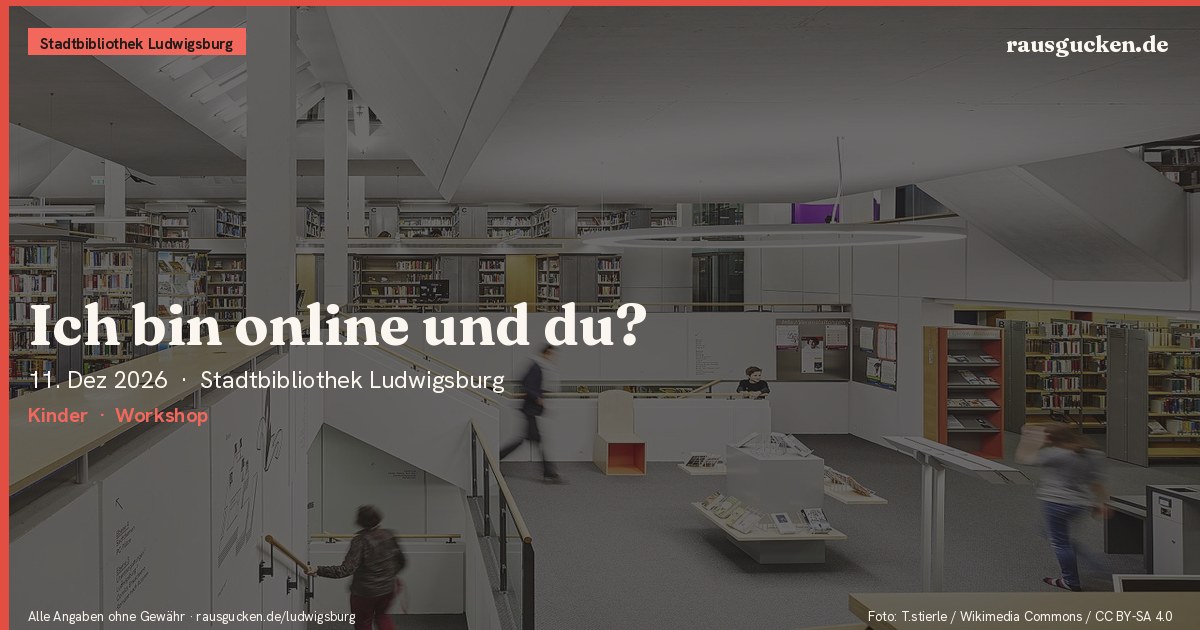 Stadtbibliothek Ludwigsburg
rausgucken.de
Ich bin online und du?
11. Dez 2026 · Stadtbibliothek Ludwigsburg
Kinder · Workshop
Alle Angaben ohne Gewähr · rausgucken.de/ludwigsburg
Foto: T.stierle / Wikimedia Commons / CC BY-SA 4.0